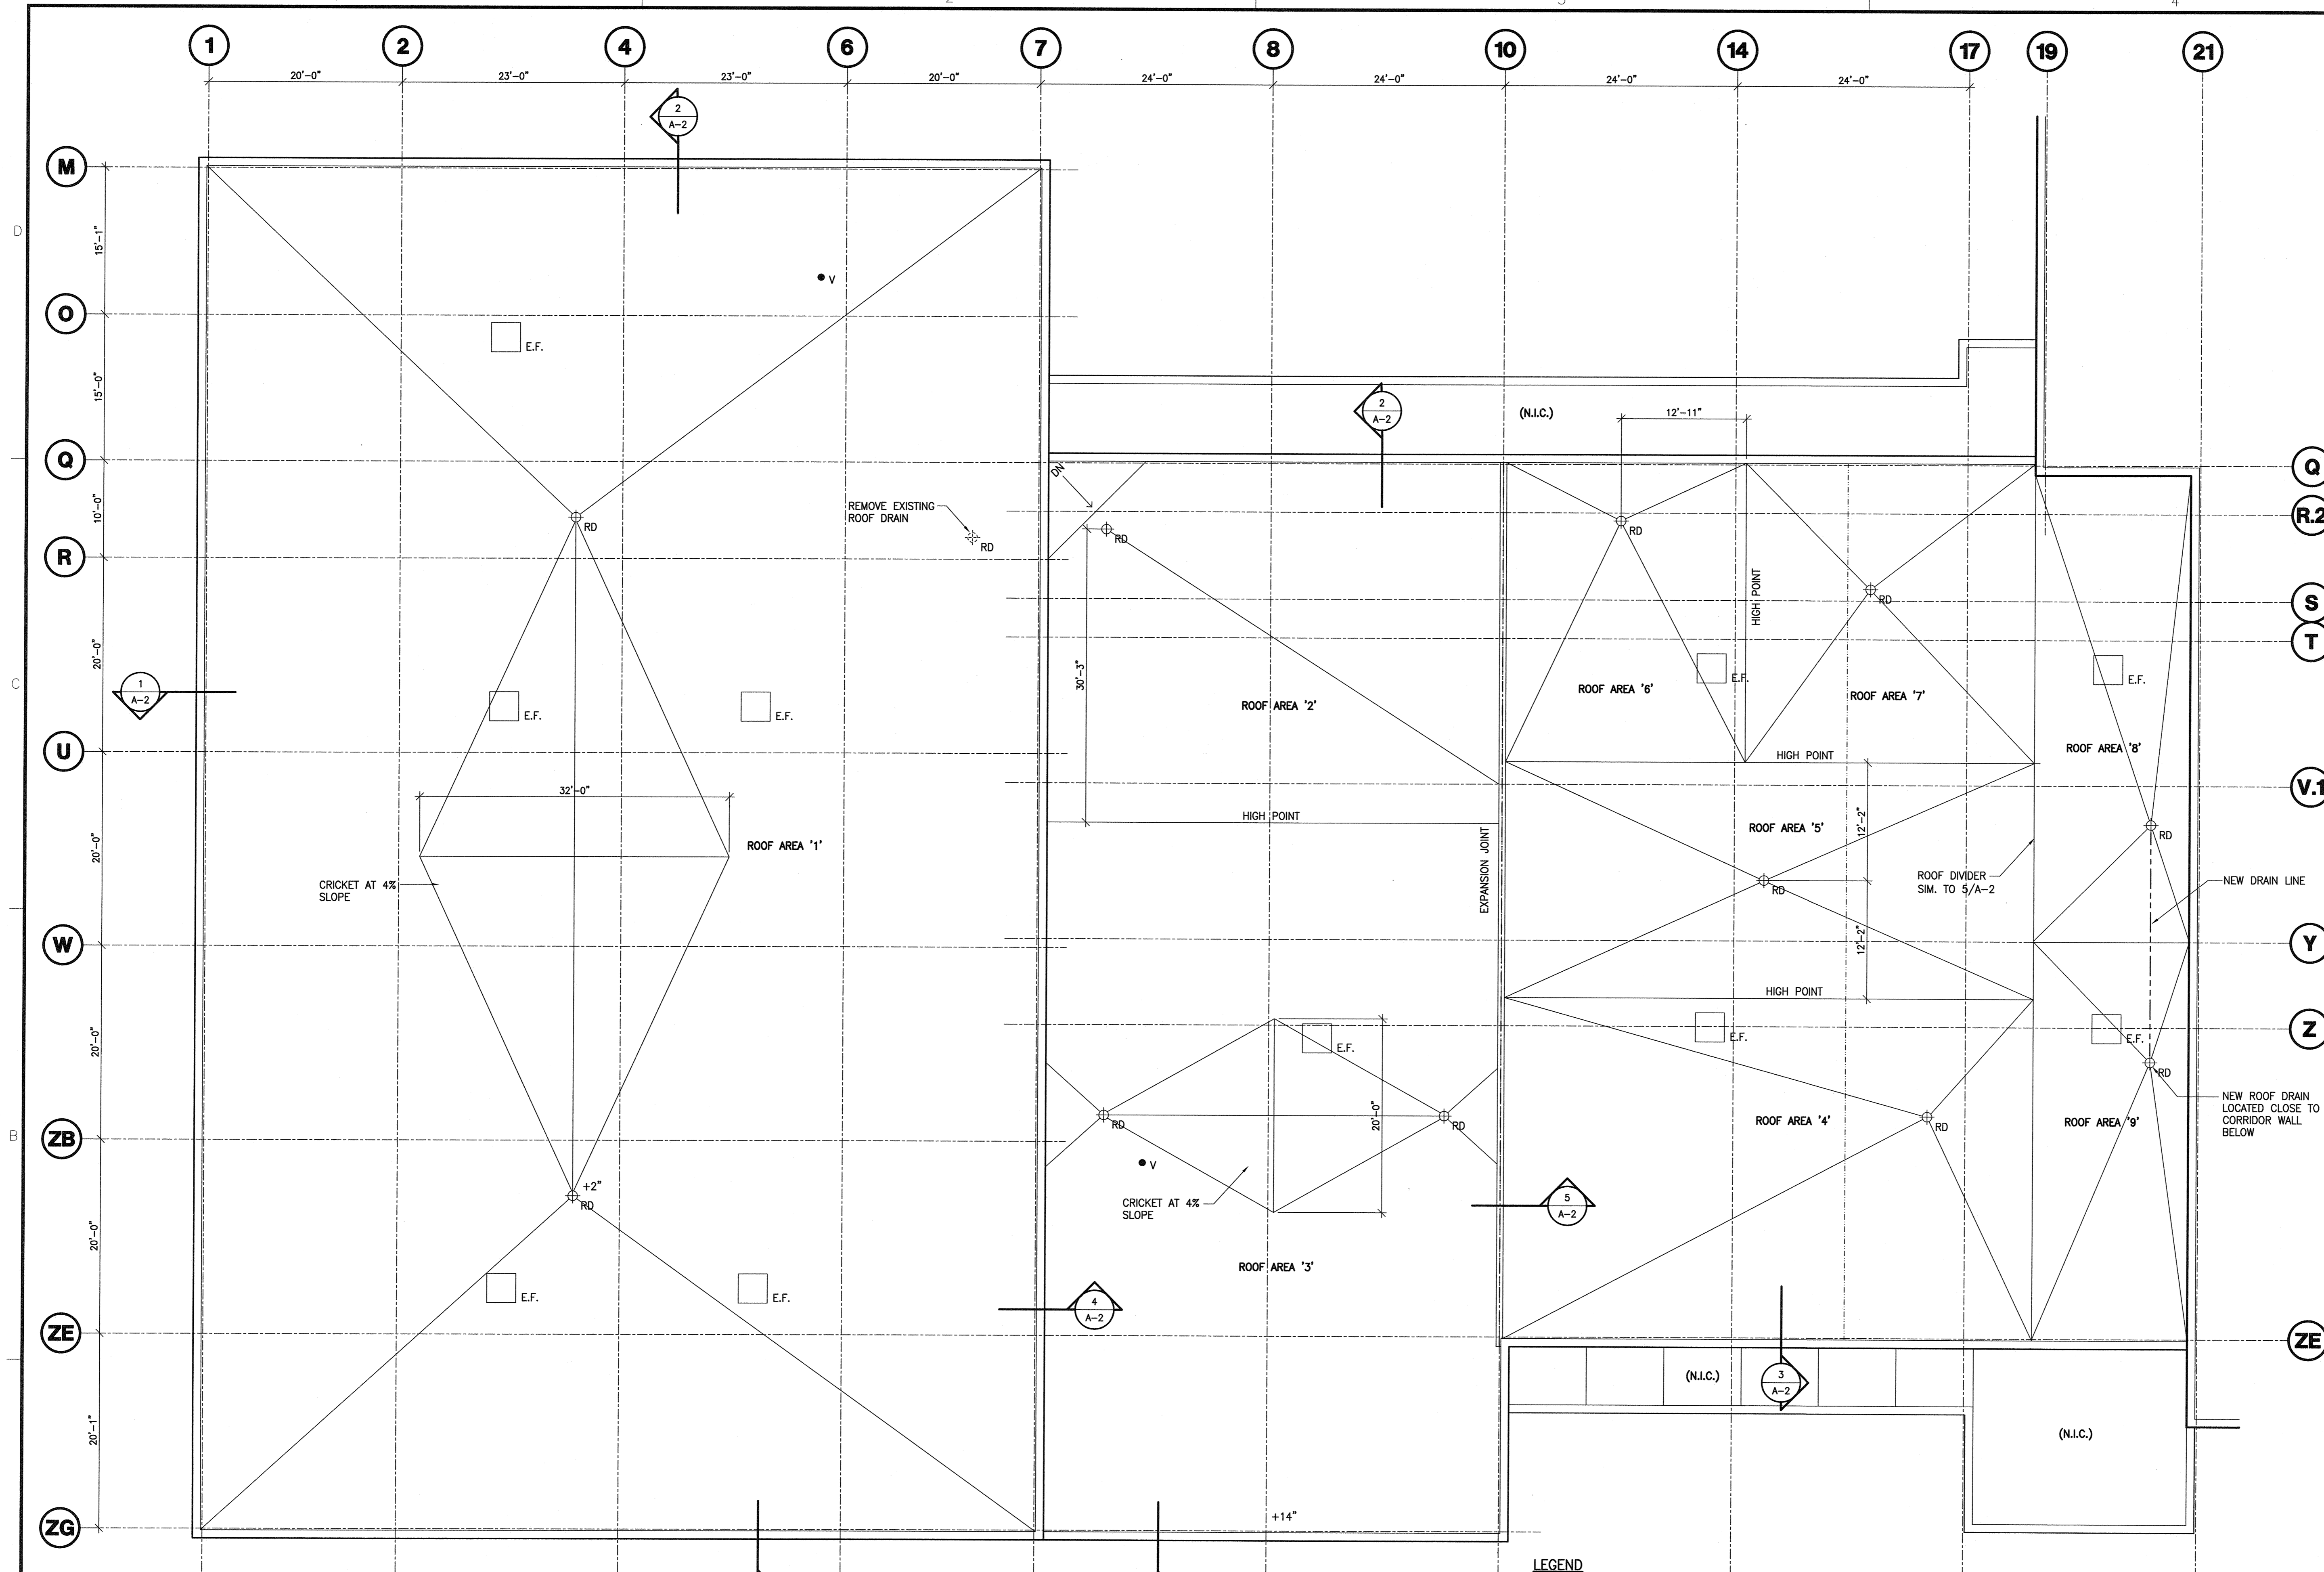 2 3 4
1 2 4 6 7 8 10 14 17 19 21
20'-0" 23'-0" 23'-0" 20'-0" 24'-0" 24'-0" 24'-0" 24'-0"
2
A-2
M
D
15'-1"
V
O
E.F.
15'-0"
2
A-2
(N.I.C.)
12'-11"
Q
DN
Q
10'-0"
REMOVE EXISTING
ROOF DRAIN
RD
RD
RD
RD
R.2
R
HIGH POINT
RD
S
T
20'-0"
30'-3"
C
1
A-2
E.F.
E.F.
ROOF AREA '2'
ROOF AREA '6'
E.F.
ROOF AREA '7'
E.F.
U
ROOF AREA '8'
HIGH POINT
V.1
32'-0"
HIGH POINT
ROOF AREA '1'
20'-0"
EXPANSION JOINT
ROOF AREA '5'
12'-2"
RD
CRICKET AT 4%
SLOPE
RD
ROOF DIVIDER
SIM. TO 5/A-2
NEW DRAIN LINE
W
12'-2"
Y
HIGH POINT
20'-0"
E.F.
E.F.
E.F.
Z
RD
NEW ROOF DRAIN
LOCATED CLOSE TO
CORRIDOR WALL
BELOW
B
ZB
RD
20'-0"
RD
ROOF AREA '4'
RD
ROOF AREA '9'
V
+2"
RD
CRICKET AT 4%
SLOPE
5
A-2
20'-0"
ROOF AREA '3'
E.F.
E.F.
4
A-2
ZE
ZE
(N.I.C.)
3
A-2
20'-1"
(N.I.C.)
ZG
+14"
LEGEND